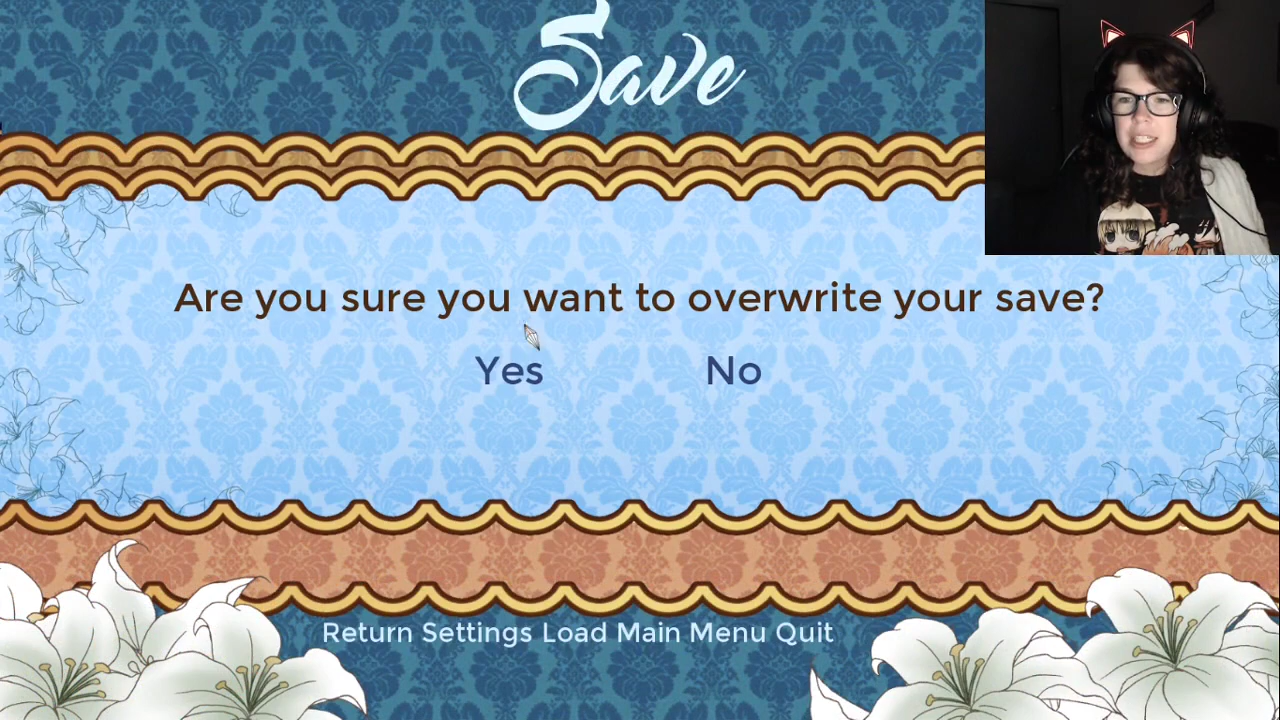 Save
Are you sure you want to overwrite your save?
Yes No
Return Settings Load Main Menu Quit